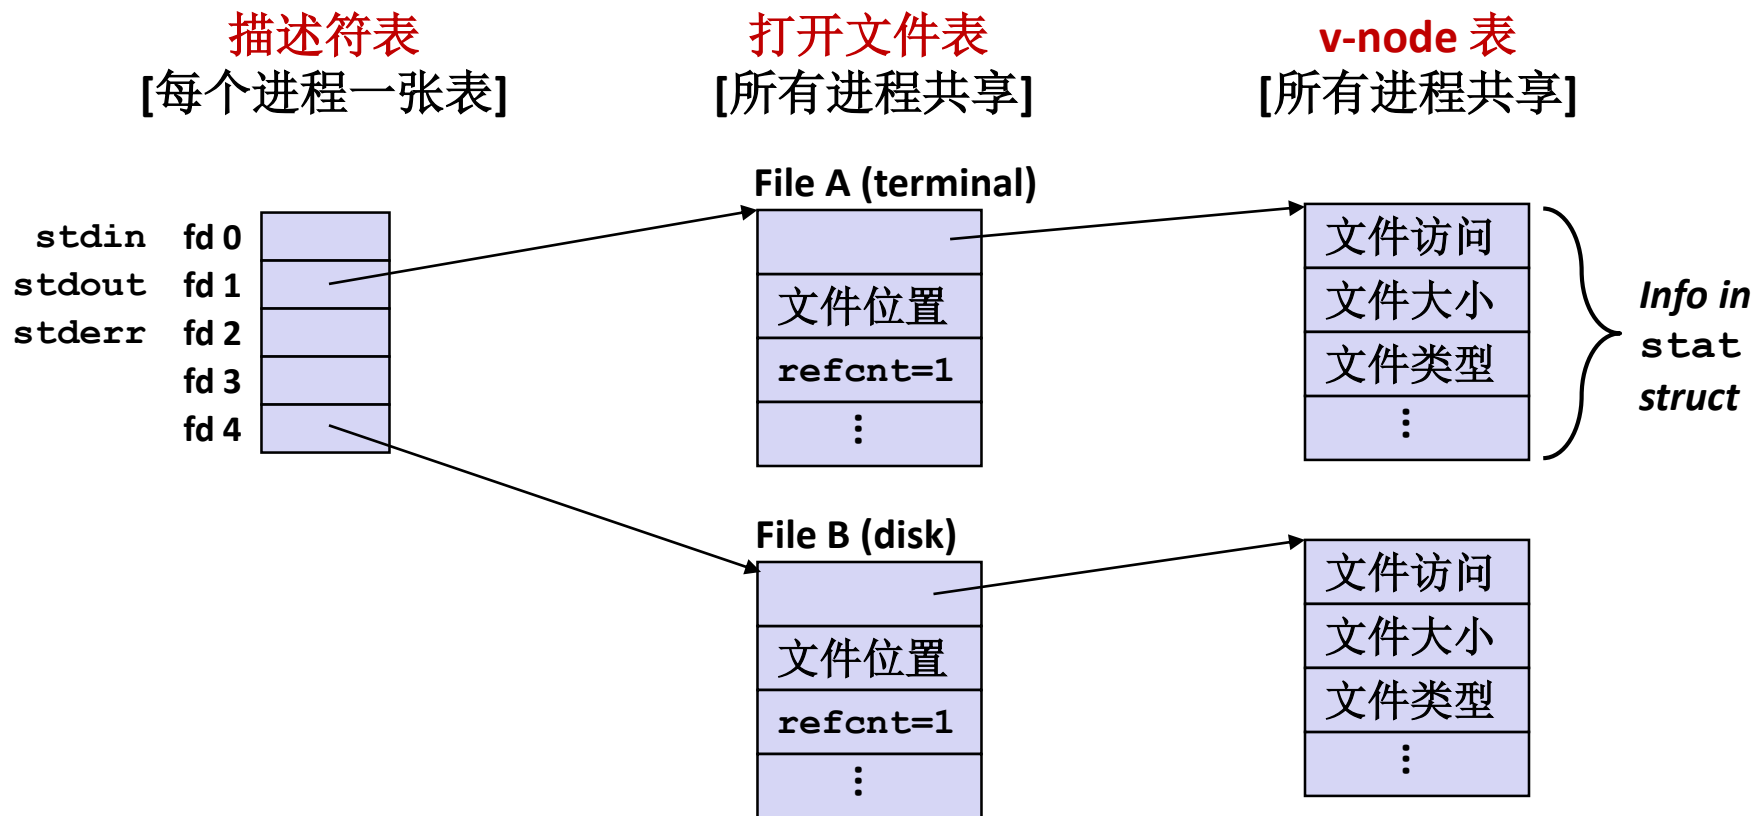 描述符表
[每个进程一张表]
打开文件表
[所有进程共享]
v-node 表
[所有进程共享]
stdin fd 0
stdout fd 1
stderr fd 2
fd 3
fd 4
File A (terminal)
文件位置
refcnt=1
...
文件访问
文件大小
文件类型
...
Info in
stat
struct
File B (disk)
文件位置
refcnt=1
...
文件访问
文件大小
文件类型
...